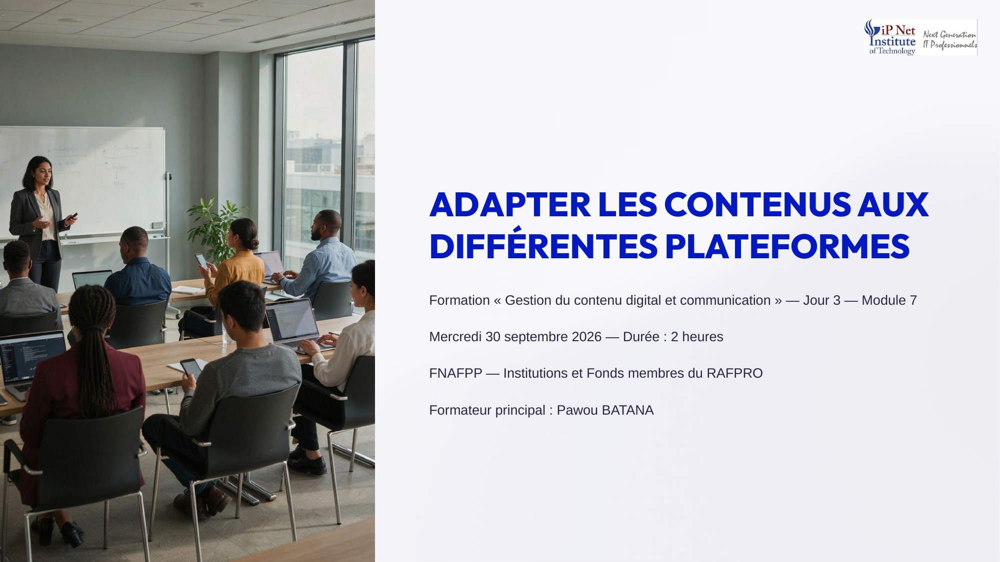 iP Net
Institute
of Technology
Next Generation
IT Professionnels
ADAPTER LES CONTENUS AUX
DIFFÉRENTES PLATEFORMES
Formation « Gestion du contenu digital et communication » — Jour 3 — Module 7
Mercredi 30 septembre 2026 — Durée : 2 heures
FNAFPP — Institutions et Fonds membres du RAFPRO
Formateur principal : Pawou BATANA